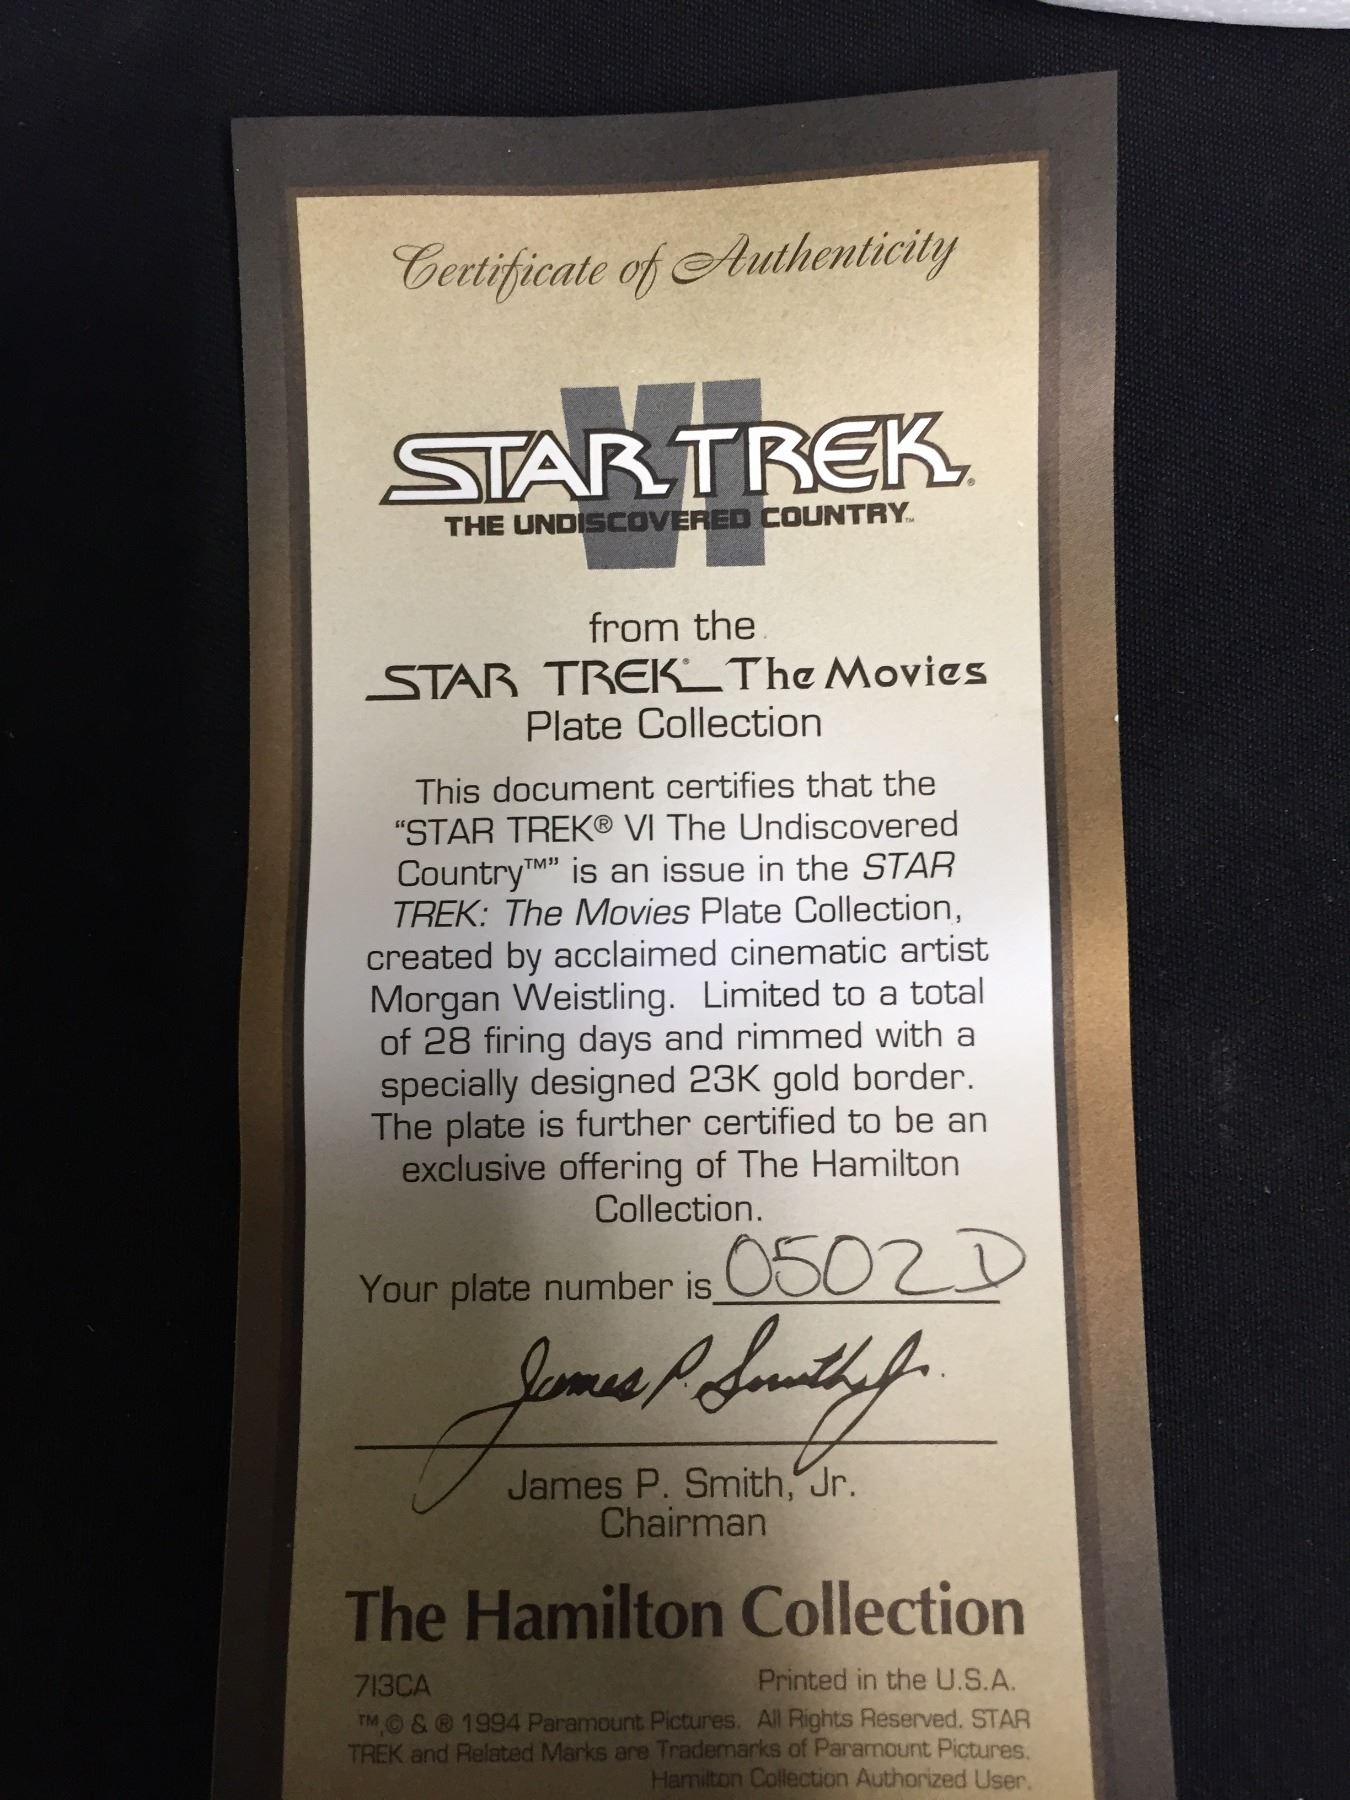 Certificate of Authenticity
VI
STAR TREK®
THE UNDISCOVERED COUNTRY™
from the
STAR TREK® The Movies
Plate Collection
This document certifies that the
“STAR TREK® VI The Undiscovered
Country™” is an issue in the STAR
TREK: The Movies Plate Collection,
created by acclaimed cinematic artist
Morgan Weistling. Limited to a total
of 28 firing days and rimmed with a
specially designed 23K gold border.
The plate is further certified to be an
exclusive offering of The Hamilton
Collection.
Your plate number is 0502D
James P. Smith, Jr.
James P. Smith, Jr.
Chairman
The Hamilton Collection
713CA Printed in the U.S.A.
™,© & ® 1994 Paramount Pictures. All Rights Reserved. STAR
TREK and Related Marks are Trademarks of Paramount Pictures.
Hamilton Collection Authorized User.